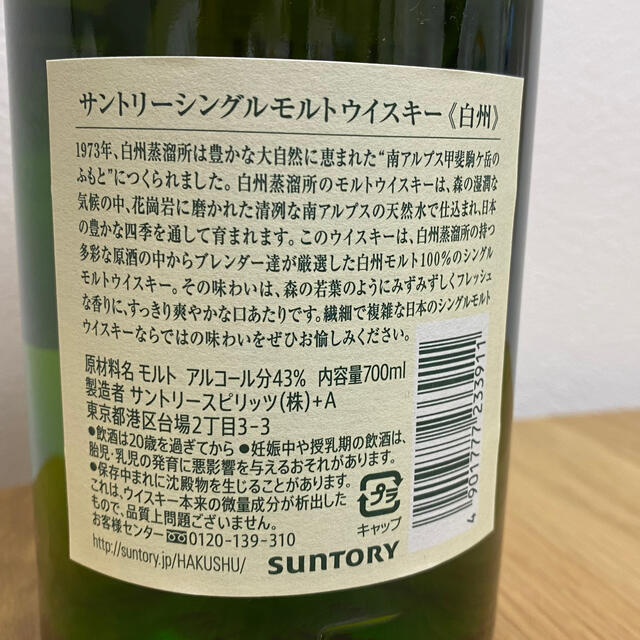 サントリーシングルモルトウイスキー《白州》
1973年、白州蒸溜所は豊かな大自然に恵まれた“南アルプス甲斐駒ケ岳の
ふもと”につくられました。白州蒸溜所のモルトウイスキーは、森の湿潤な
気候の中、花崗岩に磨かれた清冽な南アルプスの天然水で仕込まれ、日本
の豊かな四季を通して育まれます。このウイスキーは、白州蒸溜所の持つ
多彩な原酒の中からブレンダー達が厳選した白州モルト100%のシングル
モルトウイスキー。その味わいは、森の若葉のようにみずみずしくフレッシュ
な香りに、すっきり爽やかな口あたりです。繊細で複雑な日本のシングルモルト
ウイスキーならではの味わいをぜひお愉しみください。
原材料名 モルト アルコール分43% 内容量700ml
製造者 サントリースピリッツ(株)+A
東京都港区台場2丁目3-3
●飲酒は20歳を過ぎてから ●妊娠中や授乳期の飲酒は、
胎児・乳児の発育に悪影響を与えるおそれがあります。
●保存中まれに沈殿物を生じることがあります。
これは、ウイスキー本来の微量成分が析出した
もので、品質上問題ございません。
お客様センター 0120-139-310
http://suntory.jp/HAKUSHU/
SUNTORY
プラ
キャップ
4 901777 233911